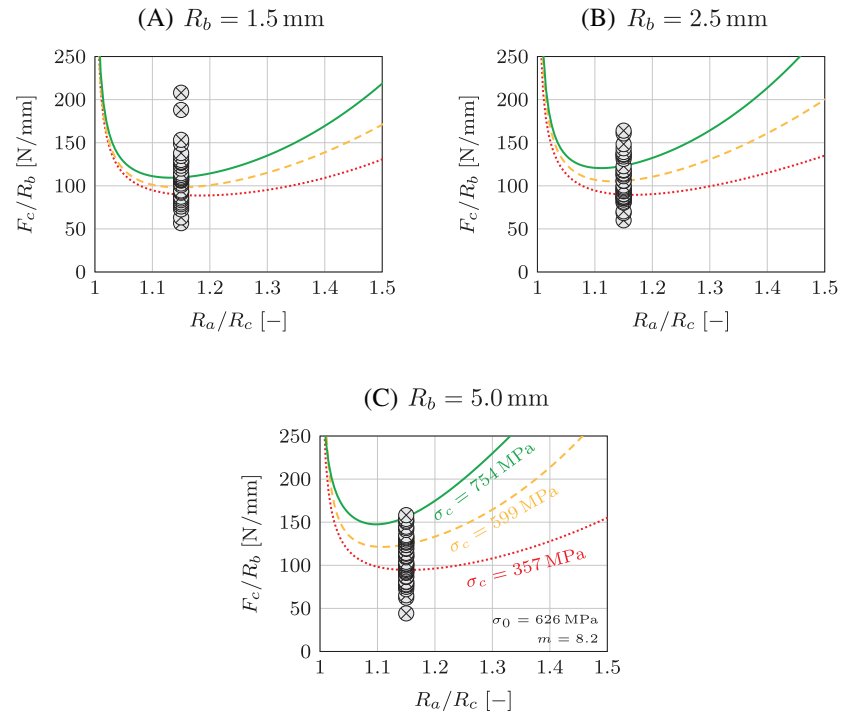 (A) R_b = 1.5 mm
250
200
150
100
50
0
F_c/R_b [N/mm]
1 1.1 1.2 1.3 1.4 1.5
R_a/R_c [−]
(B) R_b = 2.5 mm
250
200
150
100
50
0
F_c/R_b [N/mm]
1 1.1 1.2 1.3 1.4 1.5
R_a/R_c [−]
(C) R_b = 5.0 mm
250
200
150
100
50
0
F_c/R_b [N/mm]
σ_c = 754 MPa
σ_c = 599 MPa
σ_c = 357 MPa
σ_0 = 626 MPa
m = 8.2
1 1.1 1.2 1.3 1.4 1.5
R_a/R_c [−]